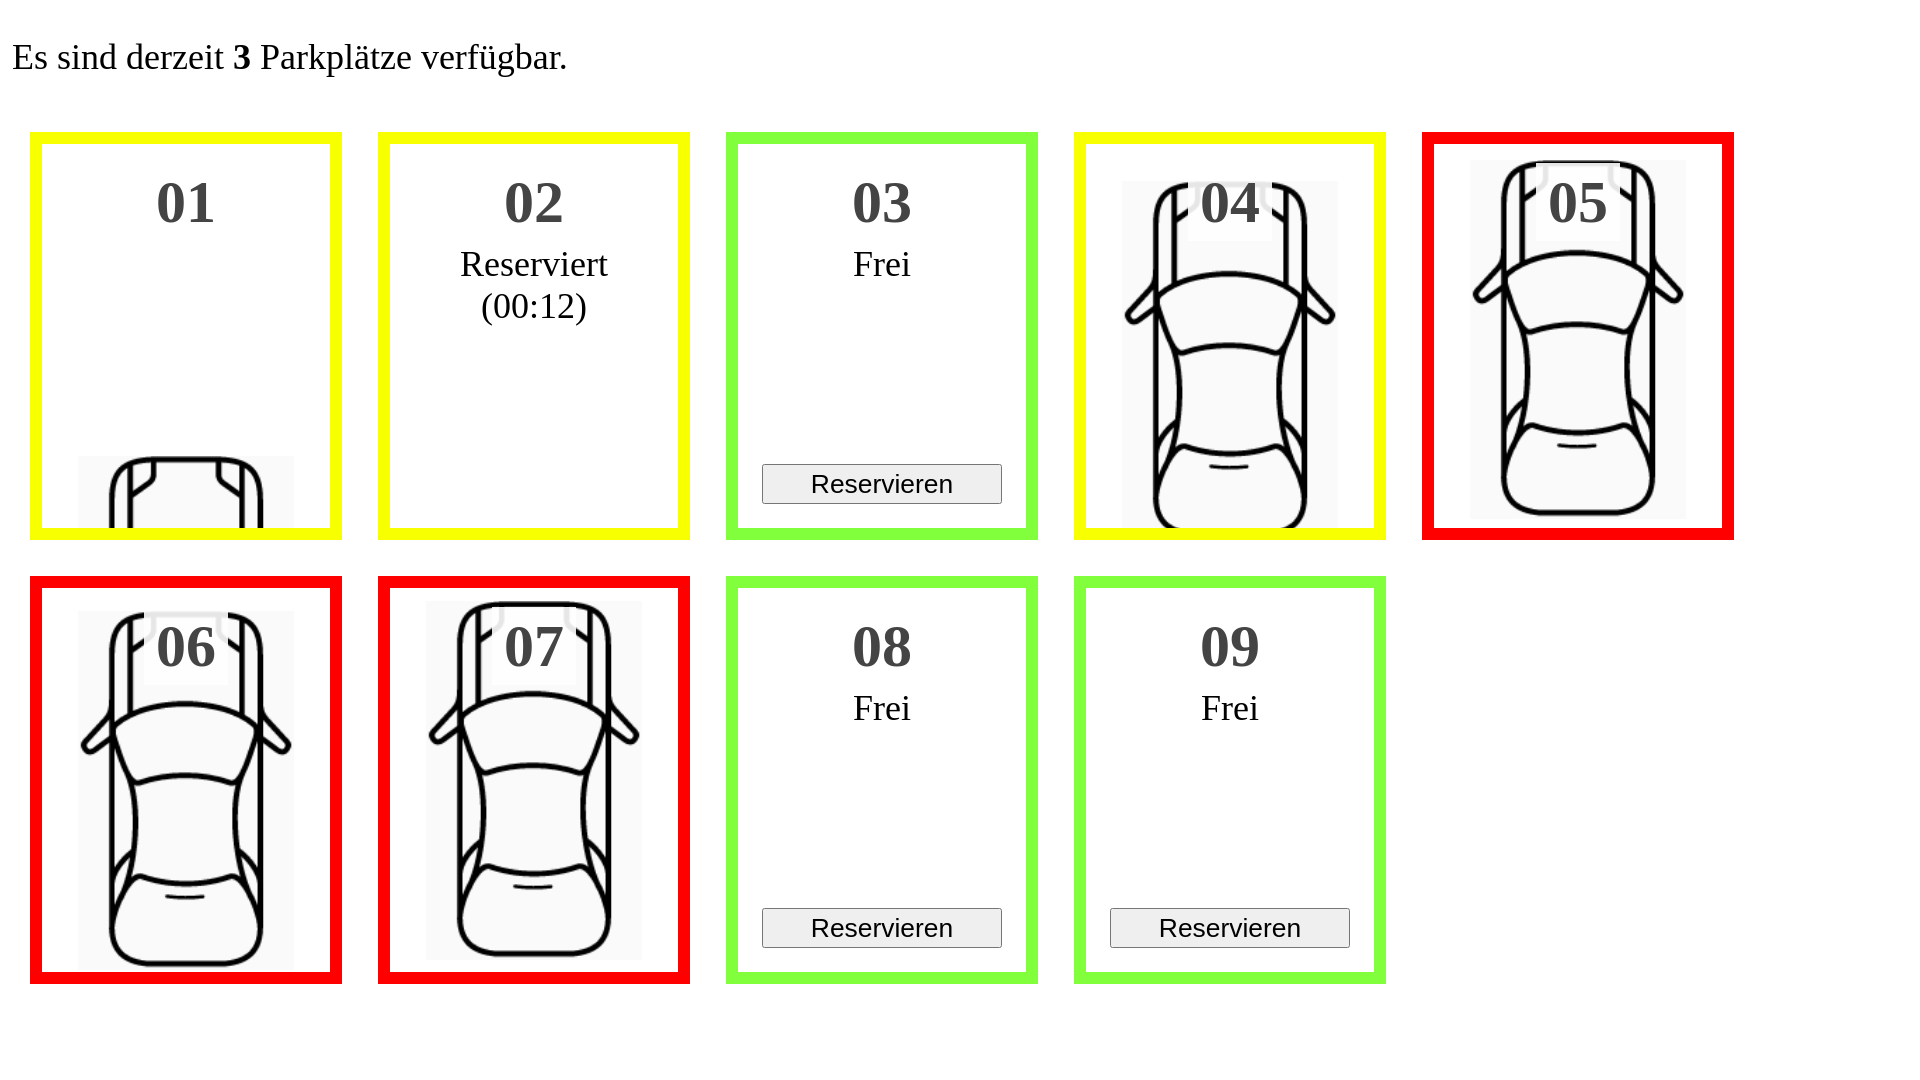 Es sind derzeit 3 Parkplätze verfügbar.
01
02
Reserviert
(00:12)
03
Frei
Reservieren
04
05
06
07
08
Frei
Reservieren
09
Frei
Reservieren